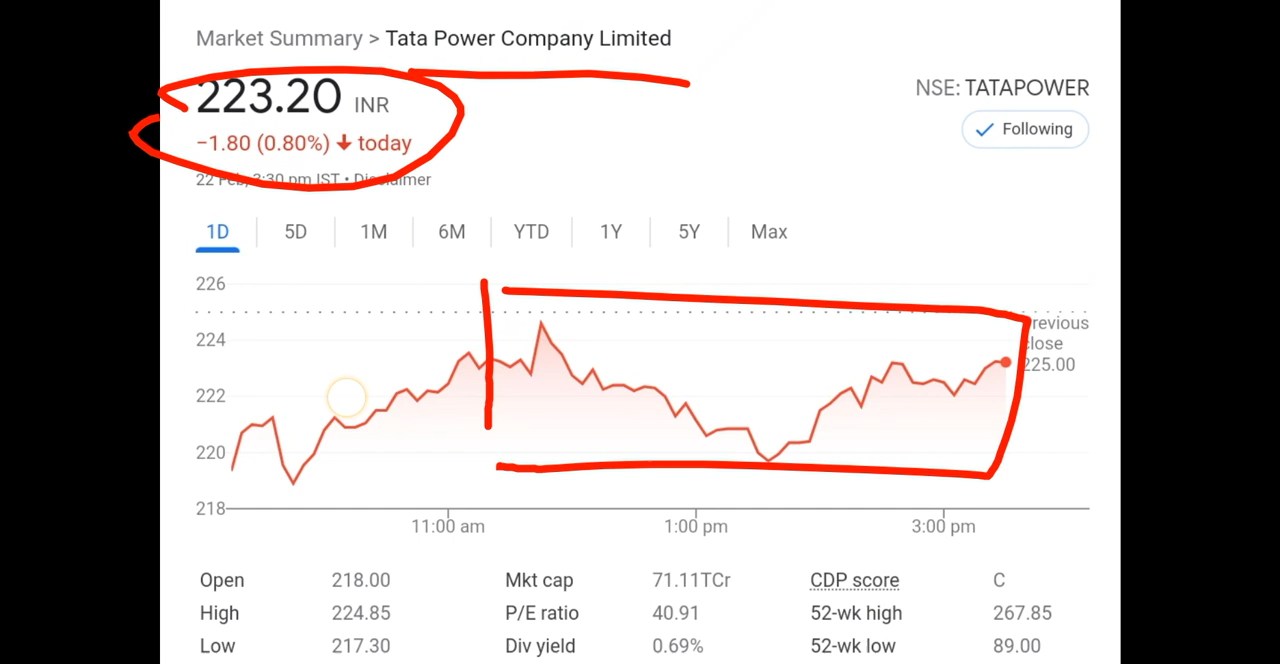 Market Summary > Tata Power Company Limited
223.20 INR
NSE: TATAPOWER
Following
−1.80 (0.80%) ↓ today
22 Feb, 3:30 pm IST • Disclaimer
1D 5D 1M 6M YTD 1Y 5Y Max
226
224
222
220
218
Previous
close
225.00
11:00 am 1:00 pm 3:00 pm
Open 218.00 Mkt cap 71.11TCr CDP score C
High 224.85 P/E ratio 40.91 52-wk high 267.85
Low 217.30 Div yield 0.69% 52-wk low 89.00